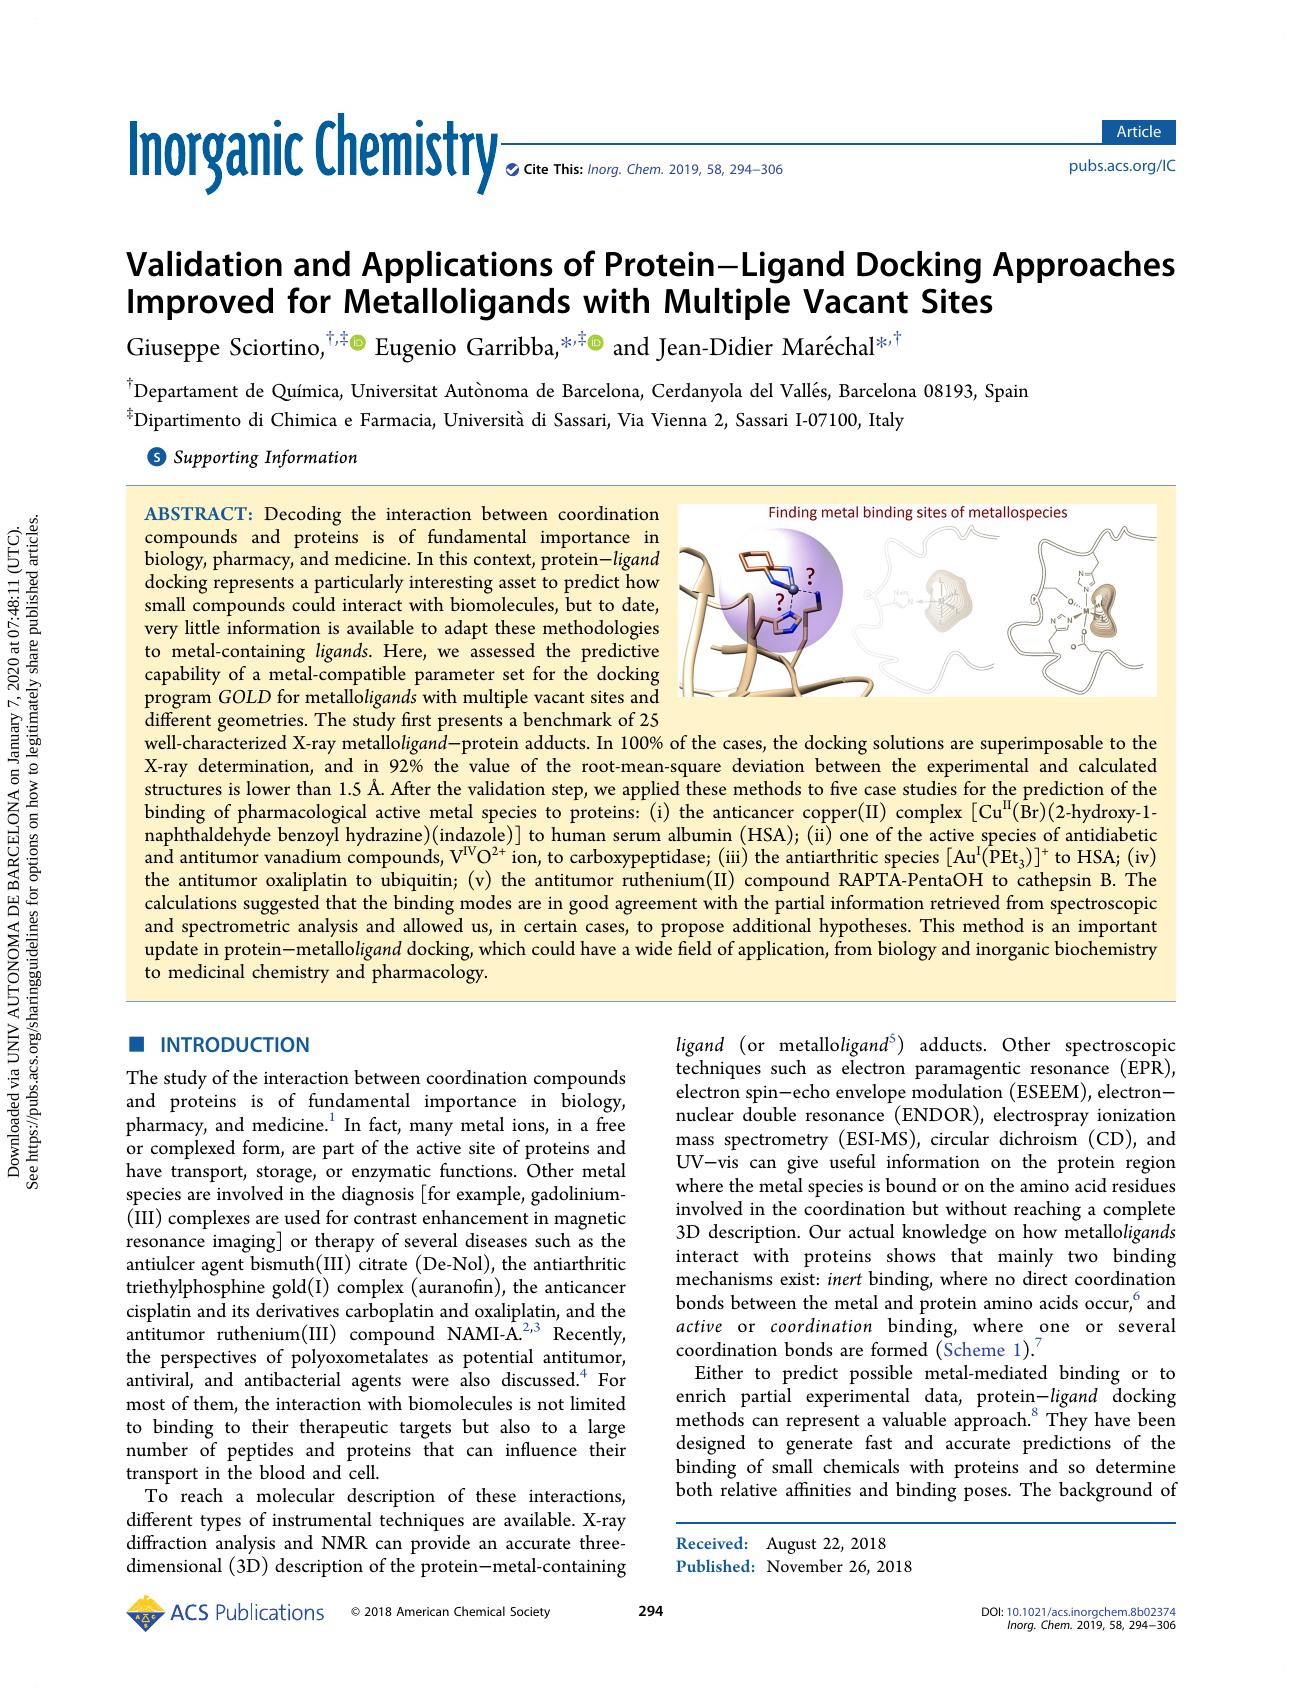 Inorganic Chemistry
Article
Cite This: Inorg. Chem. 2019, 58, 294−306
pubs.acs.org/IC
Validation and Applications of Protein−Ligand Docking Approaches
Improved for Metalloligands with Multiple Vacant Sites
Giuseppe Sciortino,†,‡ iD Eugenio Garribba,*,‡ iD and Jean-Didier Maréchal*,†
†Departament de Química, Universitat Autònoma de Barcelona, Cerdanyola del Vallés, Barcelona 08193, Spain
‡Dipartimento di Chimica e Farmacia, Università di Sassari, Via Vienna 2, Sassari I-07100, Italy
S Supporting Information
ABSTRACT: Decoding the interaction between coordination
compounds and proteins is of fundamental importance in
biology, pharmacy, and medicine. In this context, protein−ligand
docking represents a particularly interesting asset to predict how
small compounds could interact with biomolecules, but to date,
very little information is available to adapt these methodologies
to metal-containing ligands. Here, we assessed the predictive
capability of a metal-compatible parameter set for the docking
program GOLD for metalloligands with multiple vacant sites and
different geometries. The study first presents a benchmark of 25
well-characterized X-ray metalloligand−protein adducts. In 100% of the cases, the docking solutions are superimposable to the
X-ray determination, and in 92% the value of the root-mean-square deviation between the experimental and calculated
structures is lower than 1.5 Å. After the validation step, we applied these methods to five case studies for the prediction of the
binding of pharmacological active metal species to proteins: (i) the anticancer copper(II) complex [CuII(Br)(2-hydroxy-1-
naphthaldehyde benzoyl hydrazine)(indazole)] to human serum albumin (HSA); (ii) one of the active species of antidiabetic
and antitumor vanadium compounds, VIVO2+ ion, to carboxypeptidase; (iii) the antiarthritic species [AuI(PEt3)]+ to HSA; (iv)
the antitumor oxaliplatin to ubiquitin; (v) the antitumor ruthenium(II) compound RAPTA-PentaOH to cathepsin B. The
calculations suggested that the binding modes are in good agreement with the partial information retrieved from spectroscopic
and spectrometric analysis and allowed us, in certain cases, to propose additional hypotheses. This method is an important
update in protein−metalloligand docking, which could have a wide field of application, from biology and inorganic biochemistry
to medicinal chemistry and pharmacology.
Finding metal binding sites of metallospecies
?
?
■ INTRODUCTION
The study of the interaction between coordination compounds
and proteins is of fundamental importance in biology,
pharmacy, and medicine.1 In fact, many metal ions, in a free
or complexed form, are part of the active site of proteins and
have transport, storage, or enzymatic functions. Other metal
species are involved in the diagnosis [for example, gadolinium-
(III) complexes are used for contrast enhancement in magnetic
resonance imaging] or therapy of several diseases such as the
antiulcer agent bismuth(III) citrate (De-Nol), the antiarthritic
triethylphosphine gold(I) complex (auranofin), the anticancer
cisplatin and its derivatives carboplatin and oxaliplatin, and the
antitumor ruthenium(III) compound NAMI-A.2,3 Recently,
the perspectives of polyoxometalates as potential antitumor,
antiviral, and antibacterial agents were also discussed.4 For
most of them, the interaction with biomolecules is not limited
to binding to their therapeutic targets but also to a large
number of peptides and proteins that can influence their
transport in the blood and cell.
To reach a molecular description of these interactions,
different types of instrumental techniques are available. X-ray
diffraction analysis and NMR can provide an accurate three-
dimensional (3D) description of the protein−metal-containing
ligand (or metalloligand5) adducts. Other spectroscopic
techniques such as electron paramagentic resonance (EPR),
electron spin−echo envelope modulation (ESEEM), electron−
nuclear double resonance (ENDOR), electrospray ionization
mass spectrometry (ESI-MS), circular dichroism (CD), and
UV−vis can give useful information on the protein region
where the metal species is bound or on the amino acid residues
involved in the coordination but without reaching a complete
3D description. Our actual knowledge on how metalloligands
interact with proteins shows that mainly two binding
mechanisms exist: inert binding, where no direct coordination
bonds between the metal and protein amino acids occur,6 and
active or coordination binding, where one or several
coordination bonds are formed (Scheme 1).7
Either to predict possible metal-mediated binding or to
enrich partial experimental data, protein−ligand docking
methods can represent a valuable approach.8 They have been
designed to generate fast and accurate predictions of the
binding of small chemicals with proteins and so determine
both relative affinities and binding poses. The background of
Received: August 22, 2018
Published: November 26, 2018
ACS Publications
© 2018 American Chemical Society
294
DOI: 10.1021/acs.inorgchem.8b02374
Inorg. Chem. 2019, 58, 294−306
Downloaded via UNIV AUTONOMA DE BARCELONA on January 7, 2020 at 07:48:11 (UTC).
See https://pubs.acs.org/sharingguidelines for options on how to legitimately share published articles.